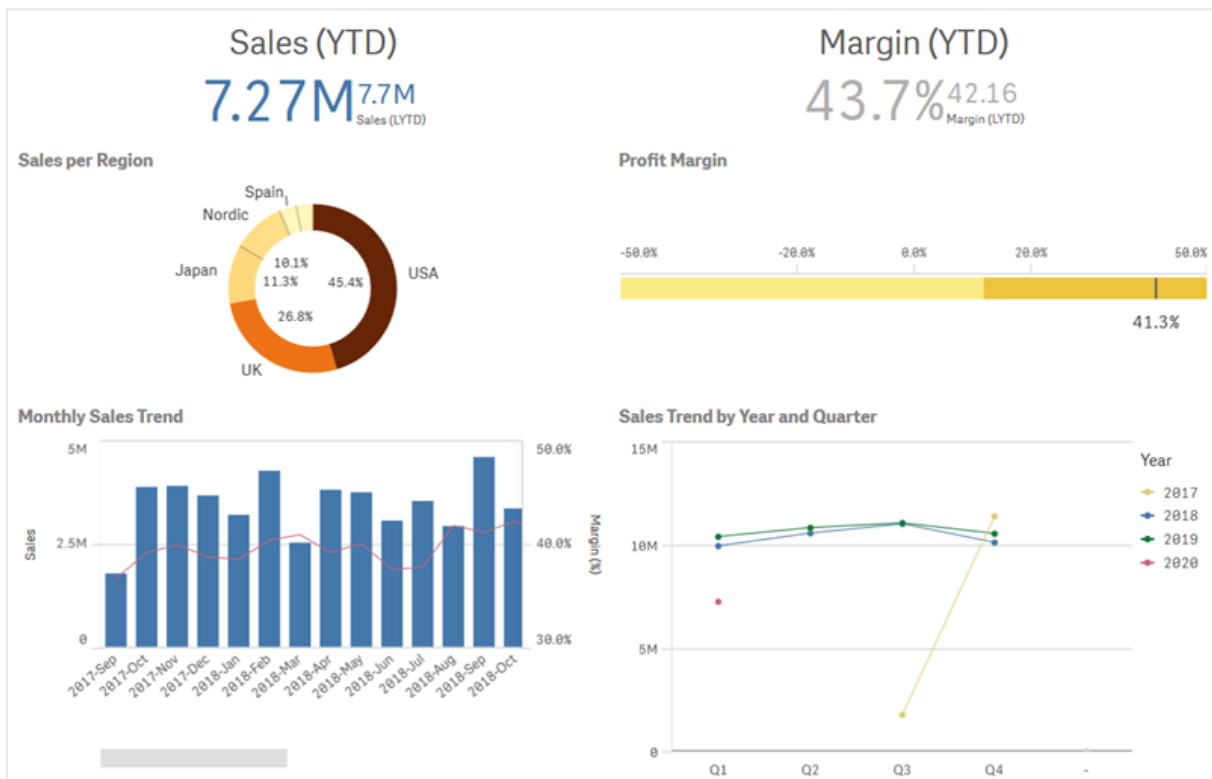 Sales (YTD)
7.27M 7.7M
Sales (LYTD)
Margin (YTD)
43.7% 42.16
Margin (LYTD)
Sales per Region
Spain
Nordic
Japan
USA
UK
10.1%
11.3%
45.4%
26.8%
Profit Margin
-50.0% -20.0% 0.0% 20.0% 50.0%
41.3%
Monthly Sales Trend
5M
2.5M
0
Sales
50.0%
40.0%
30.0%
Margin (%)
2017-Sep
2017-Oct
2017-Nov
2017-Dec
2018-Jan
2018-Feb
2018-Mar
2018-Apr
2018-May
2018-Jun
2018-Jul
2018-Aug
2018-Sep
2018-Oct
Sales Trend by Year and Quarter
15M
10M
5M
0
Q1 Q2 Q3 Q4 -
Year
2017
2018
2019
2020